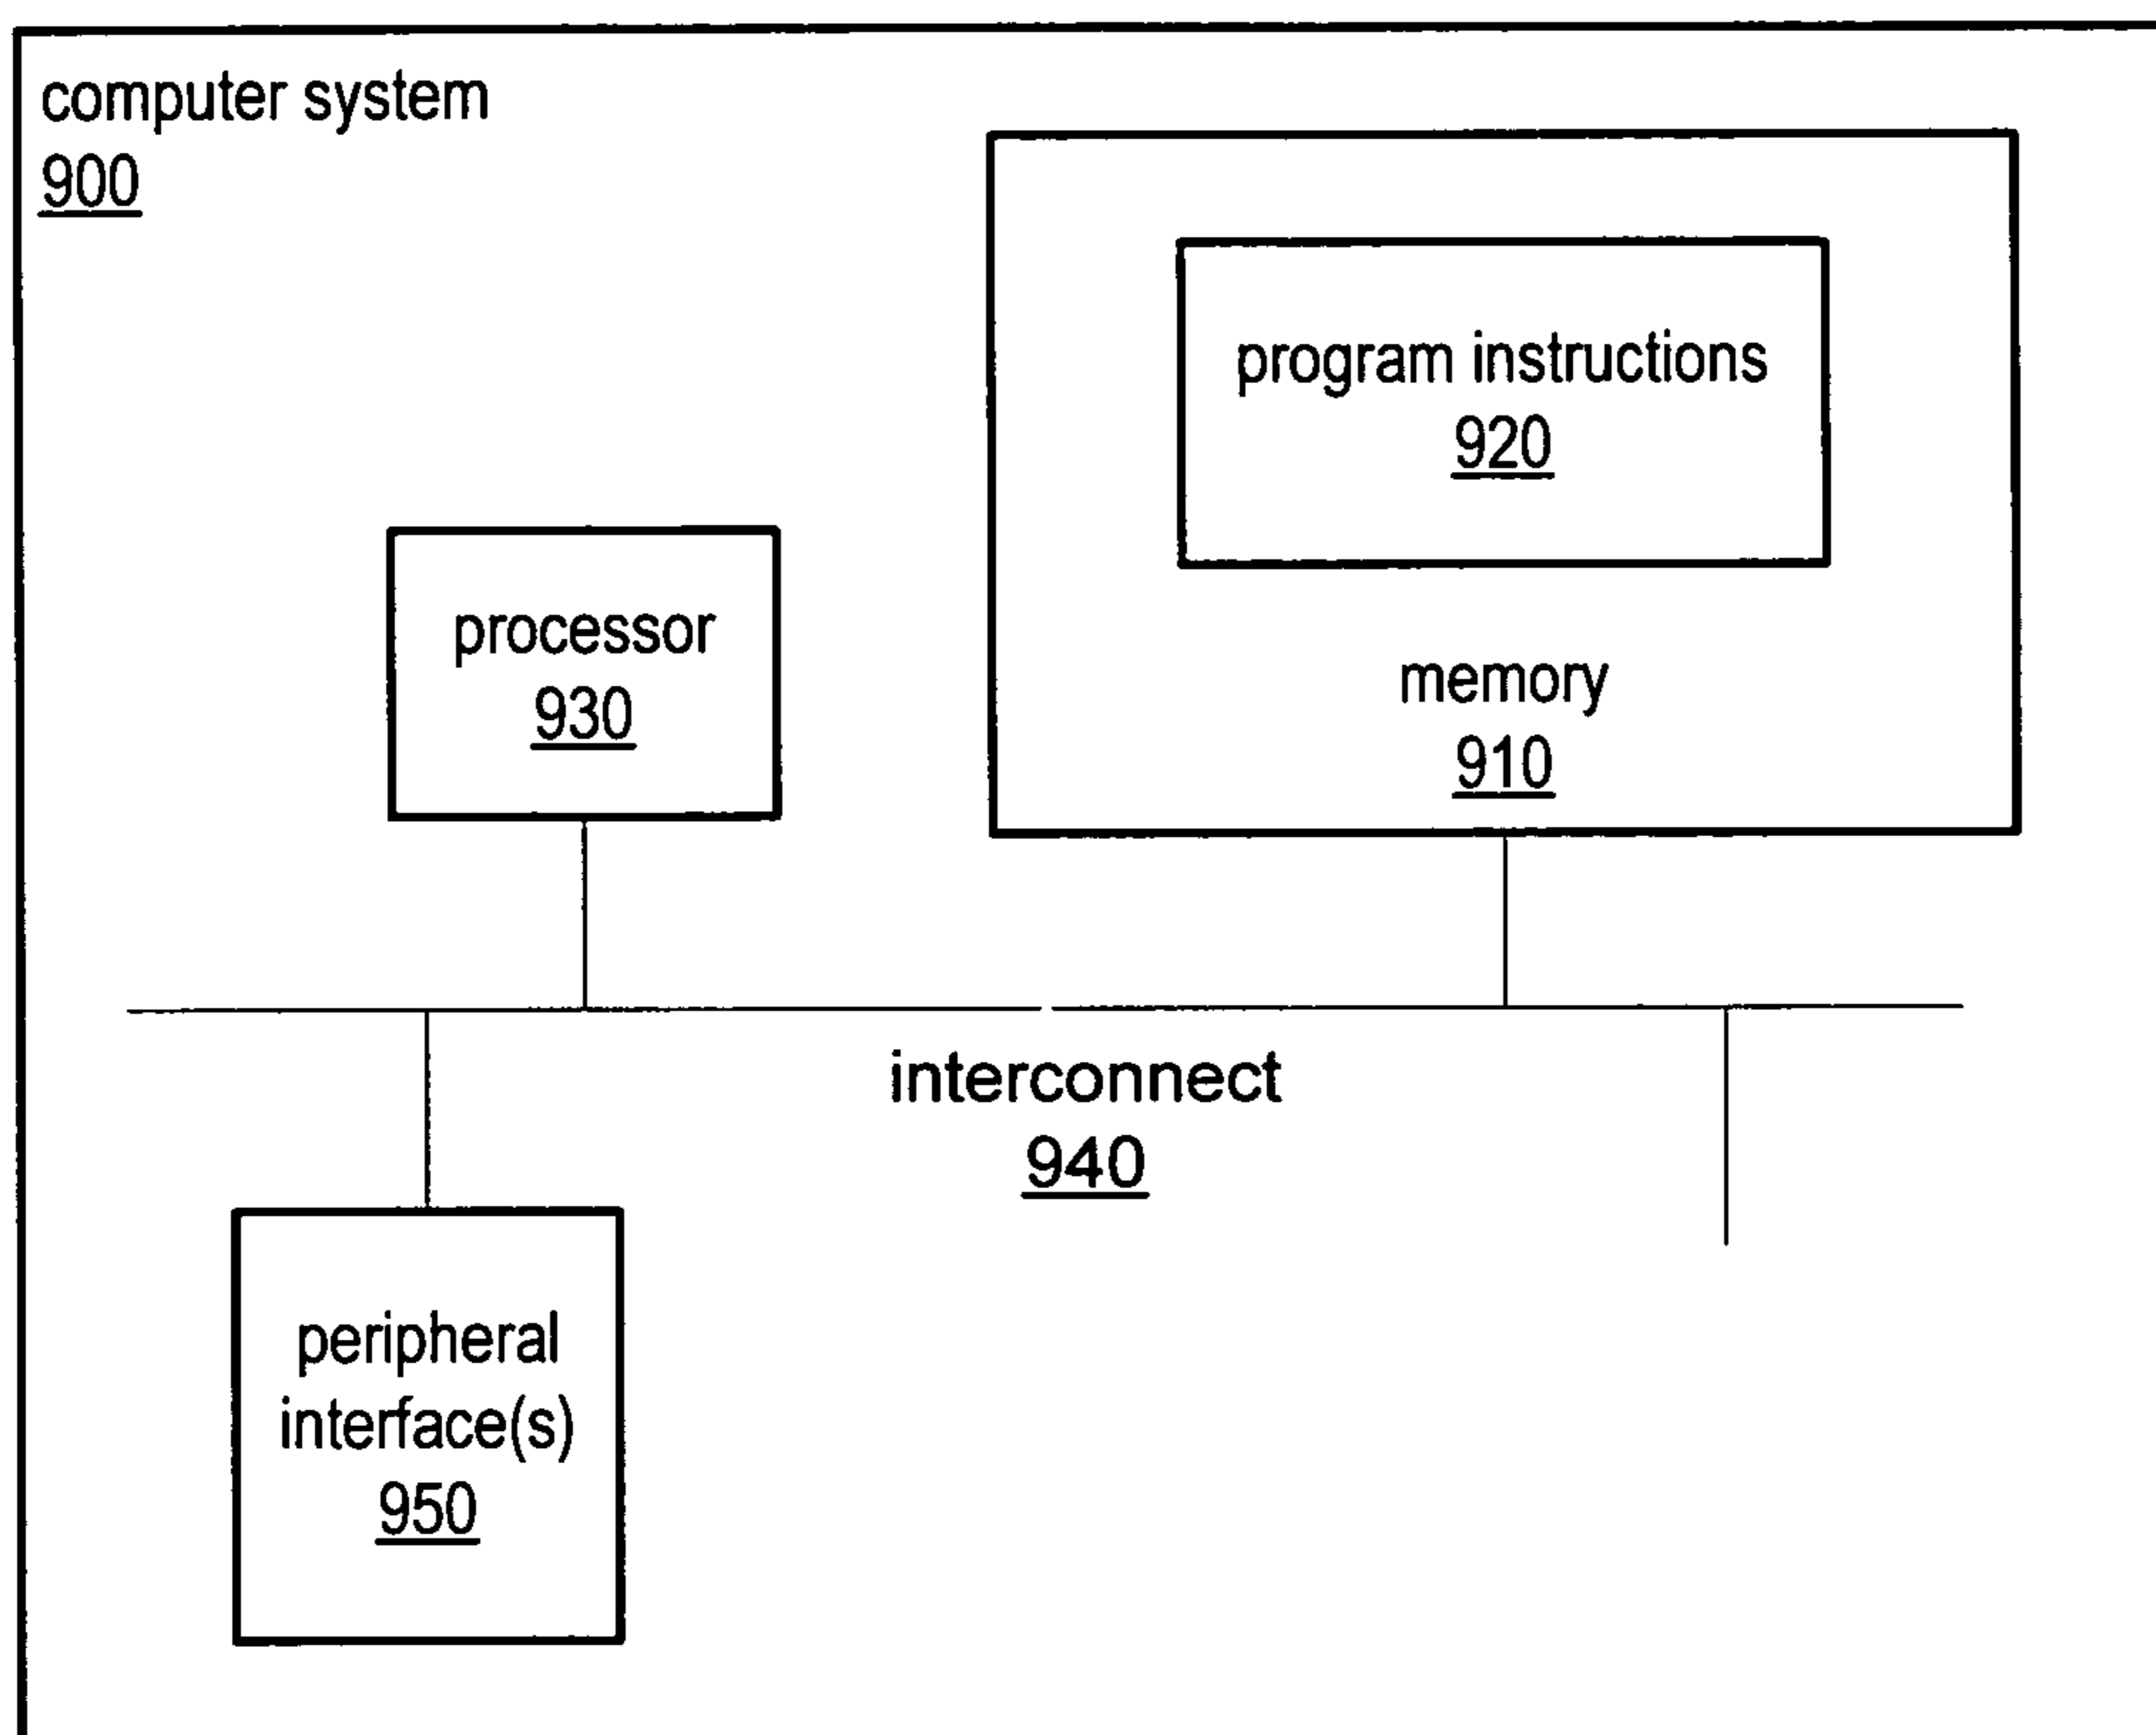 computer system
900
program instructions
920
processor
930
memory
910
interconnect
940
peripheral
interface(s)
950